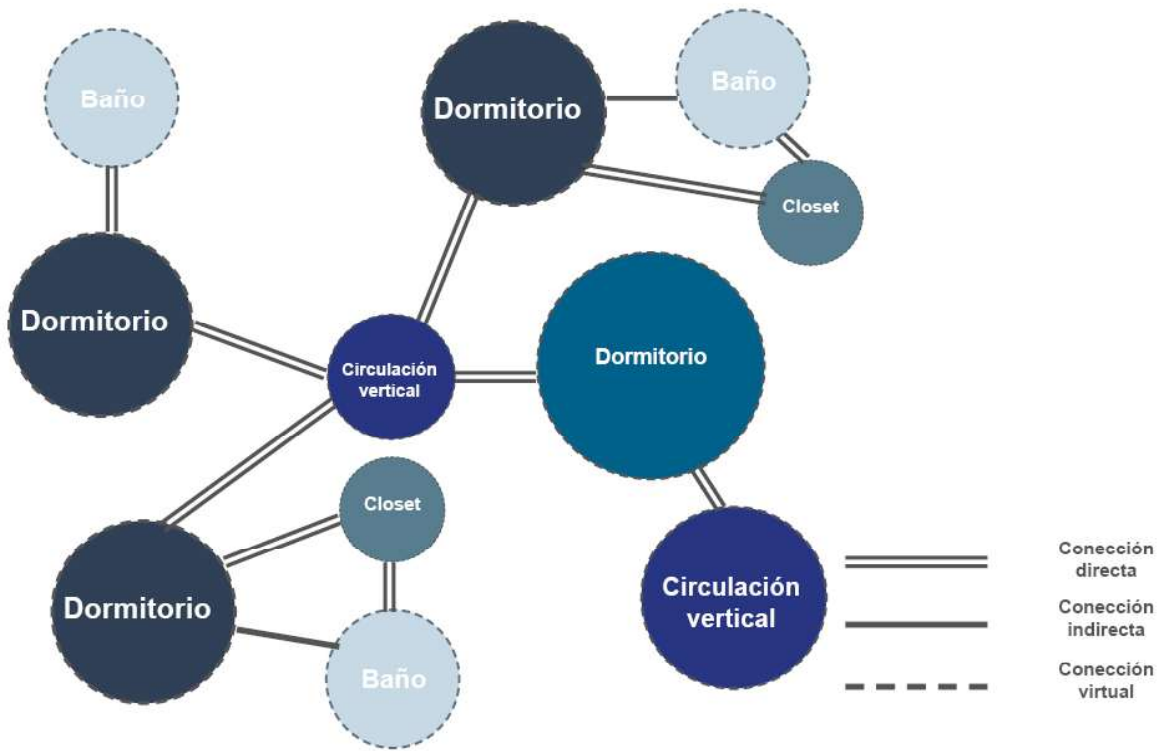 Baño
Dormitorio
Baño
Closet
Dormitorio
Circulación
vertical
Dormitorio
Closet
Dormitorio
Baño
Circulación
vertical
Conección
directa
Conección
indirecta
Conección
virtual